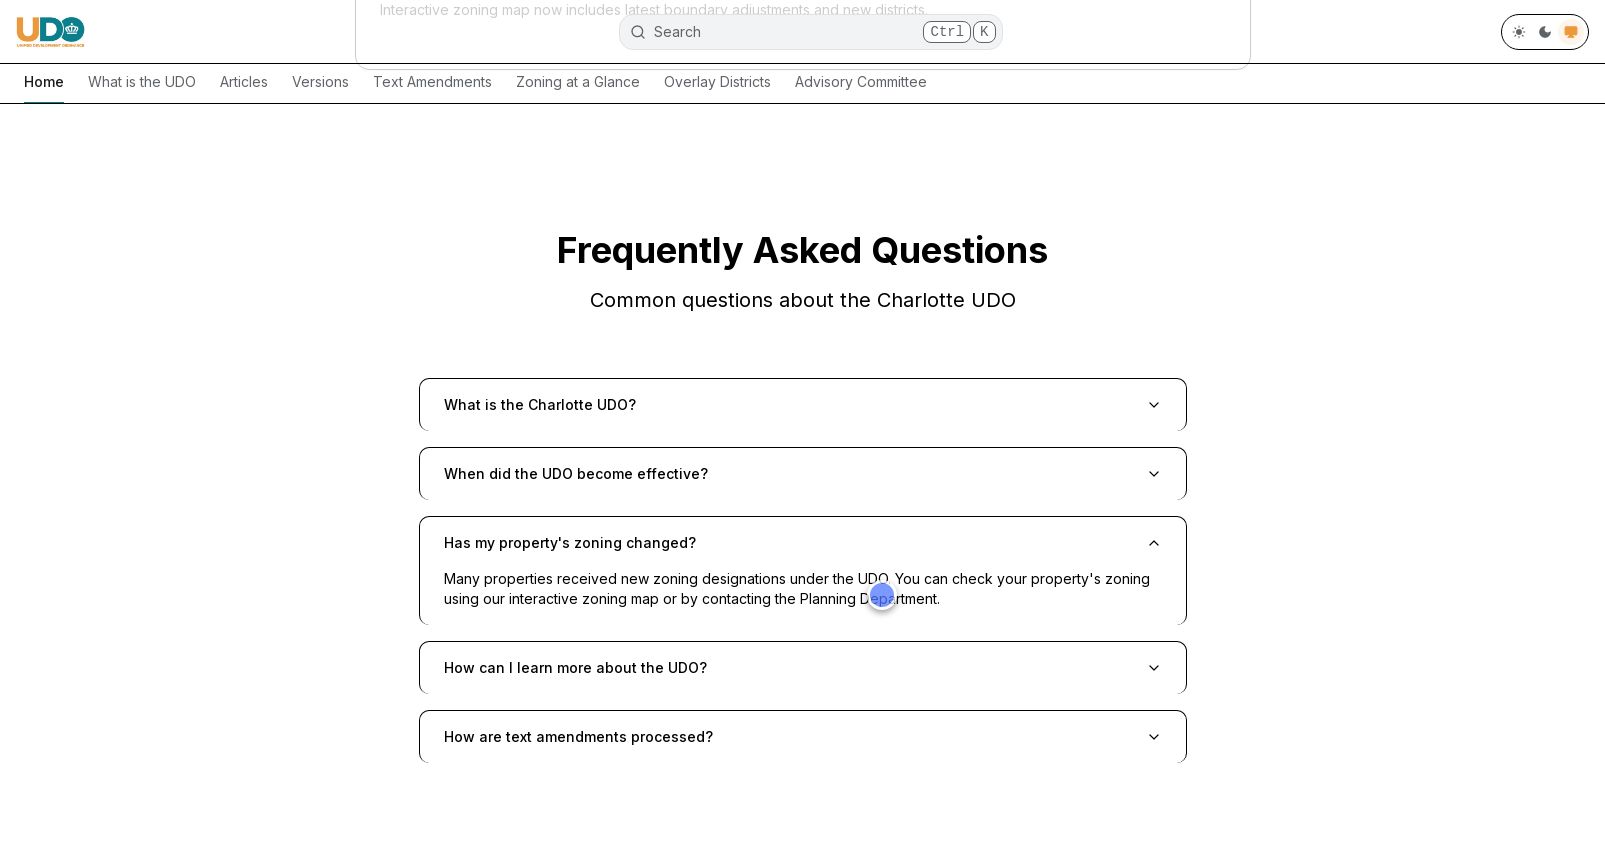 Interactive zoning map now includes latest boundary adjustments and new districts.
UDO
UNIFIED DEVELOPMENT ORDINANCE
Search
Ctrl K
Home What is the UDO Articles Versions Text Amendments Zoning at a Glance Overlay Districts Advisory Committee
Frequently Asked Questions
Common questions about the Charlotte UDO
What is the Charlotte UDO?
When did the UDO become effective?
Has my property's zoning changed?
Many properties received new zoning designations under the UDO. You can check your property's zoning
using our interactive zoning map or by contacting the Planning Department.
How can I learn more about the UDO?
How are text amendments processed?